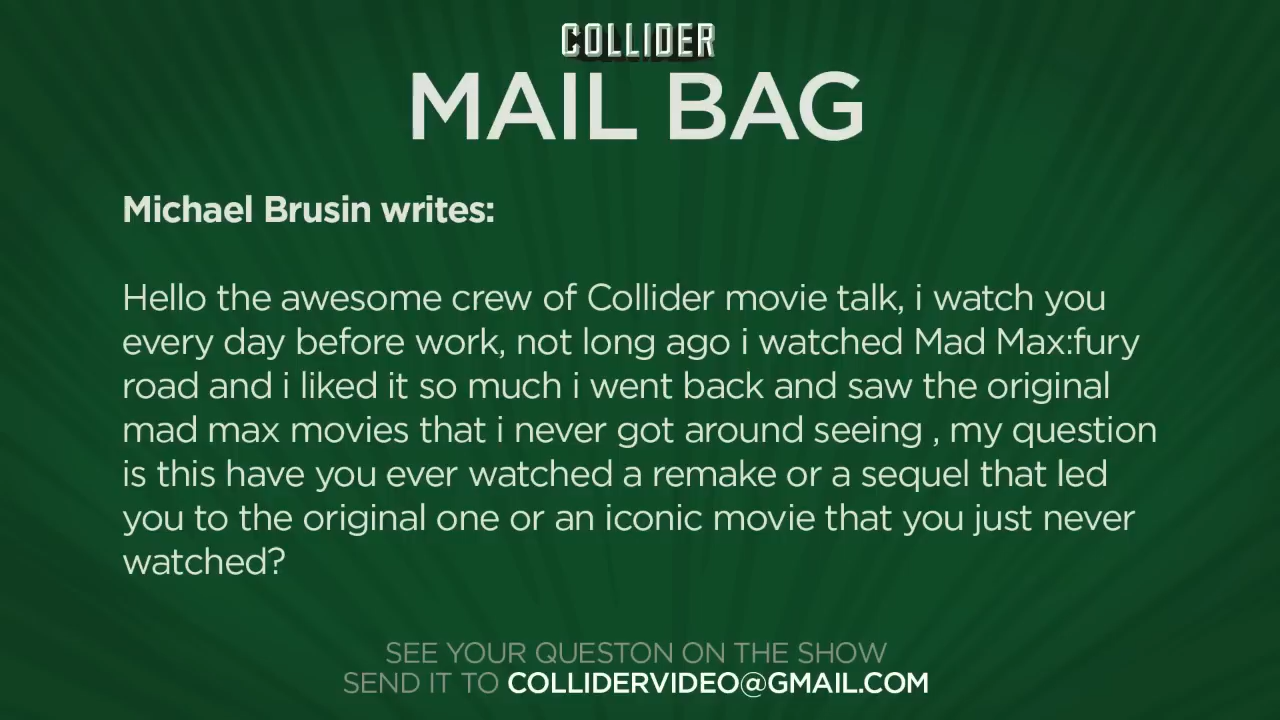 COLLIDER
MAIL BAG
Michael Brusin writes:
Hello the awesome crew of Collider movie talk, i watch you
every day before work, not long ago i watched Mad Max:fury
road and i liked it so much i went back and saw the original
mad max movies that i never got around seeing , my question
is this have you ever watched a remake or a sequel that led
you to the original one or an iconic movie that you just never
watched?
SEE YOUR QUESTON ON THE SHOW
SEND IT TO COLLIDERVIDEO@GMAIL.COM